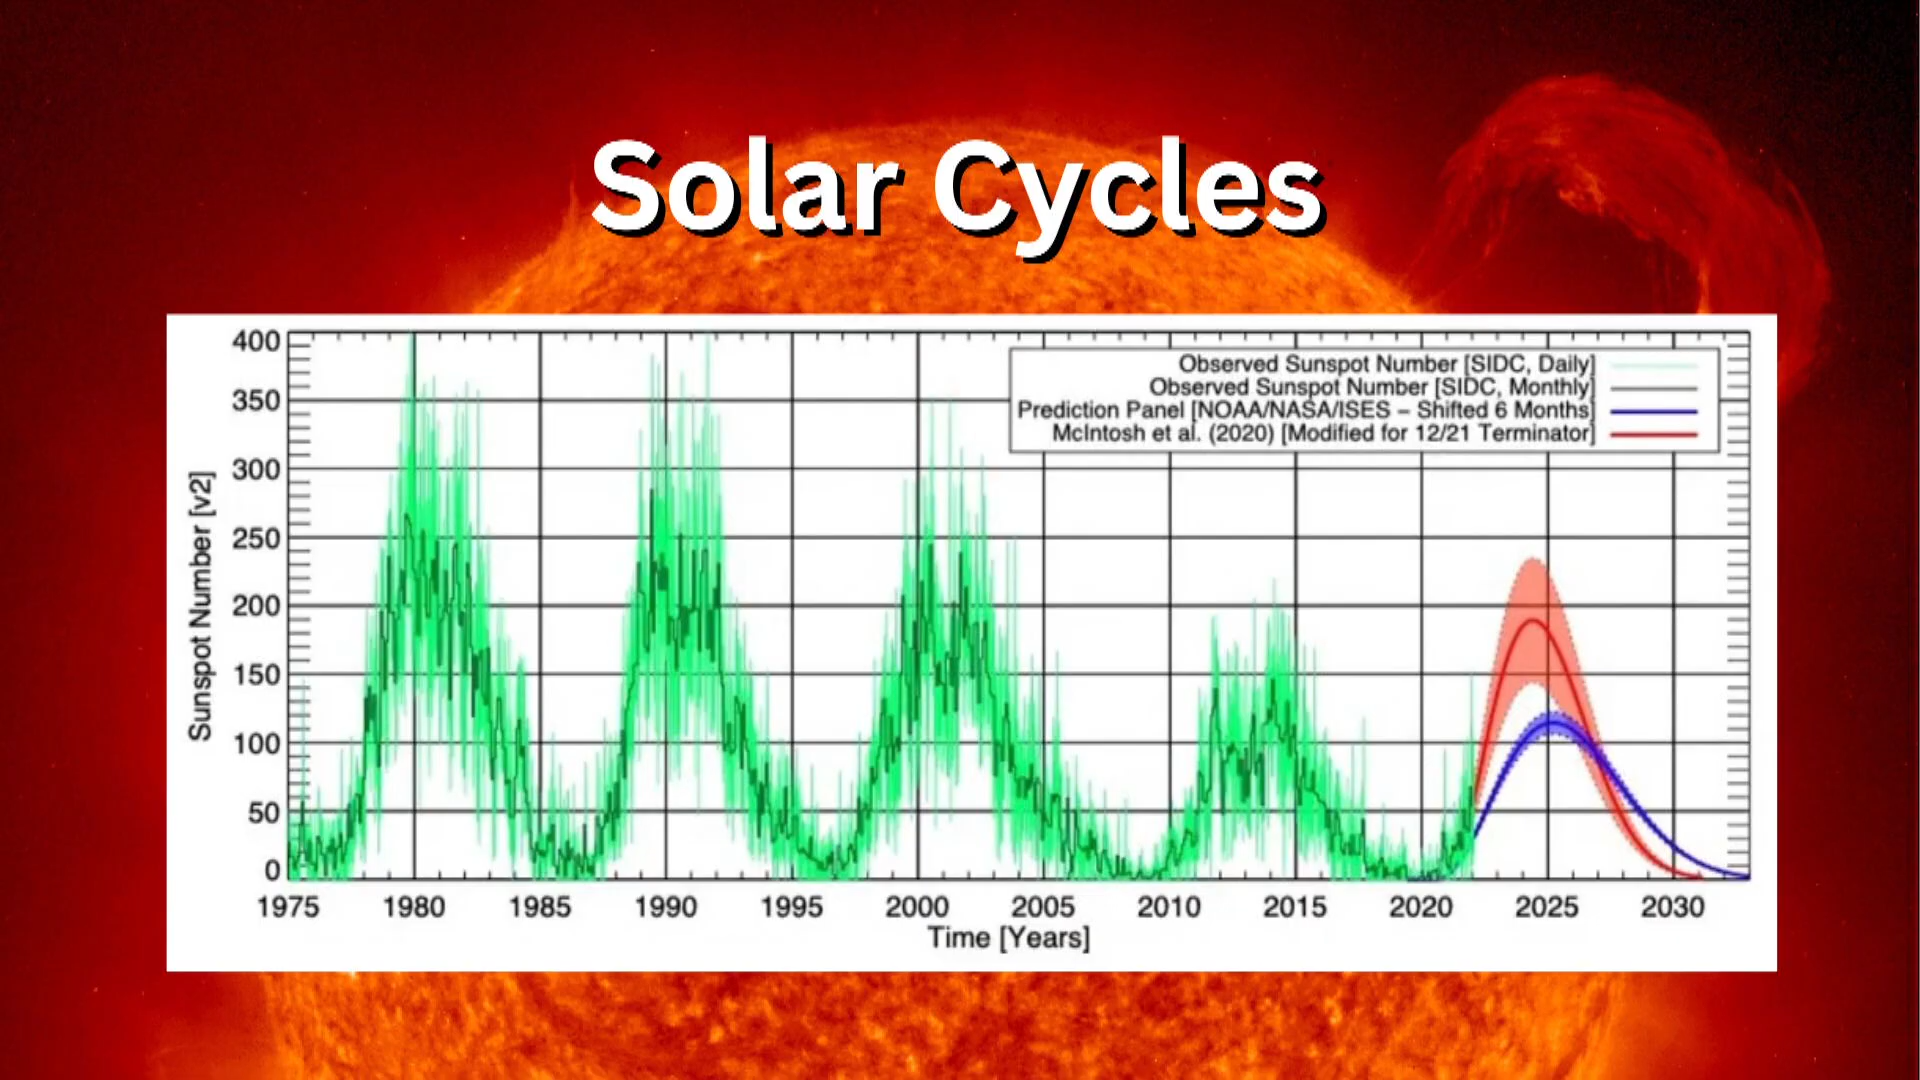 Solar Cycles
Observed Sunspot Number [SIDC, Daily]
Observed Sunspot Number [SIDC, Monthly]
Prediction Panel [NOAA/NASA/ISES – Shifted 6 Months]
McIntosh et al. (2020) [Modified for 12/21 Terminator]
400
350
300
250
200
150
100
50
0
Sunspot Number [v2]
1975 1980 1985 1990 1995 2000 2005 2010 2015 2020 2025 2030
Time [Years]